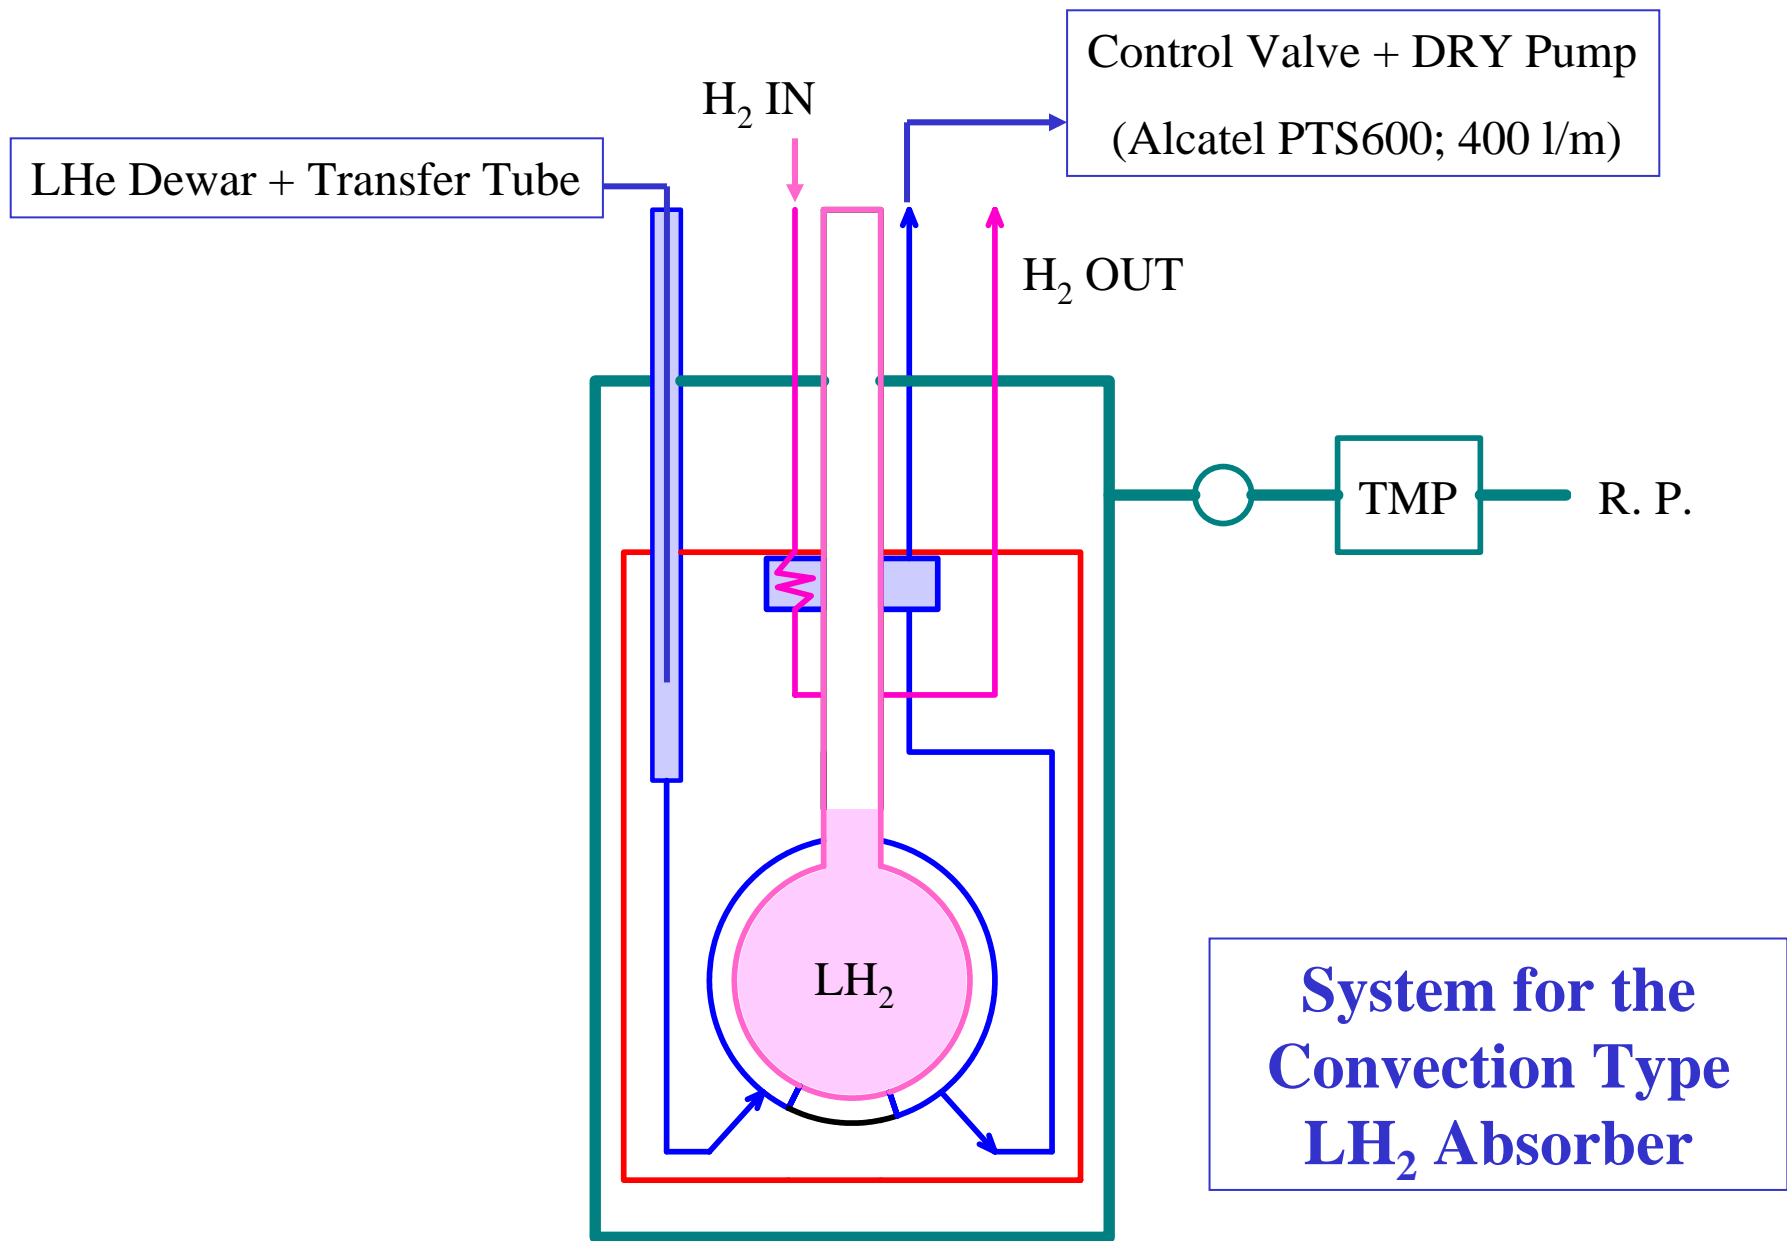 Control Valve + DRY Pump
(Alcatel PTS600; 400 l/m)
H₂ IN
LHe Dewar + Transfer Tube
H₂ OUT
TMP
R. P.
LH₂
System for the
Convection Type
LH₂ Absorber